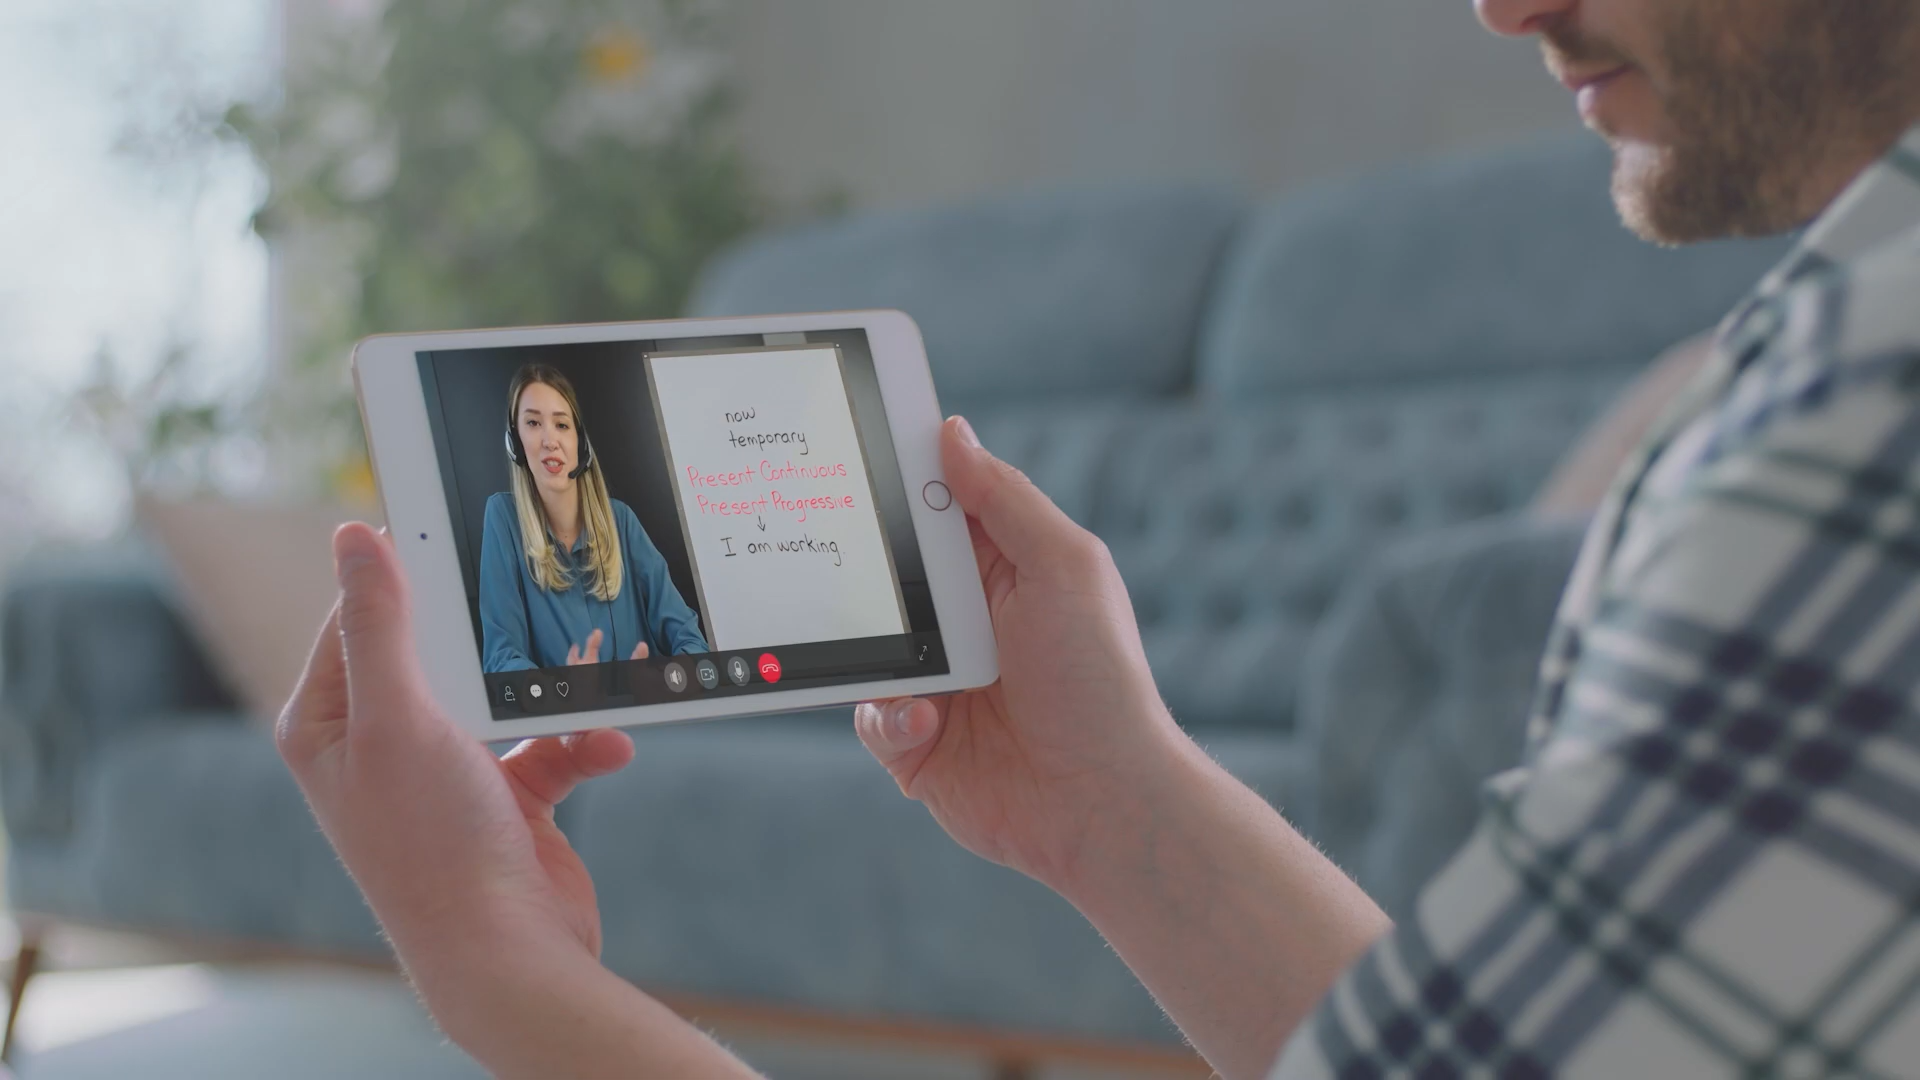 now
temporary
Present Continuous
Present Progressive
I am working.